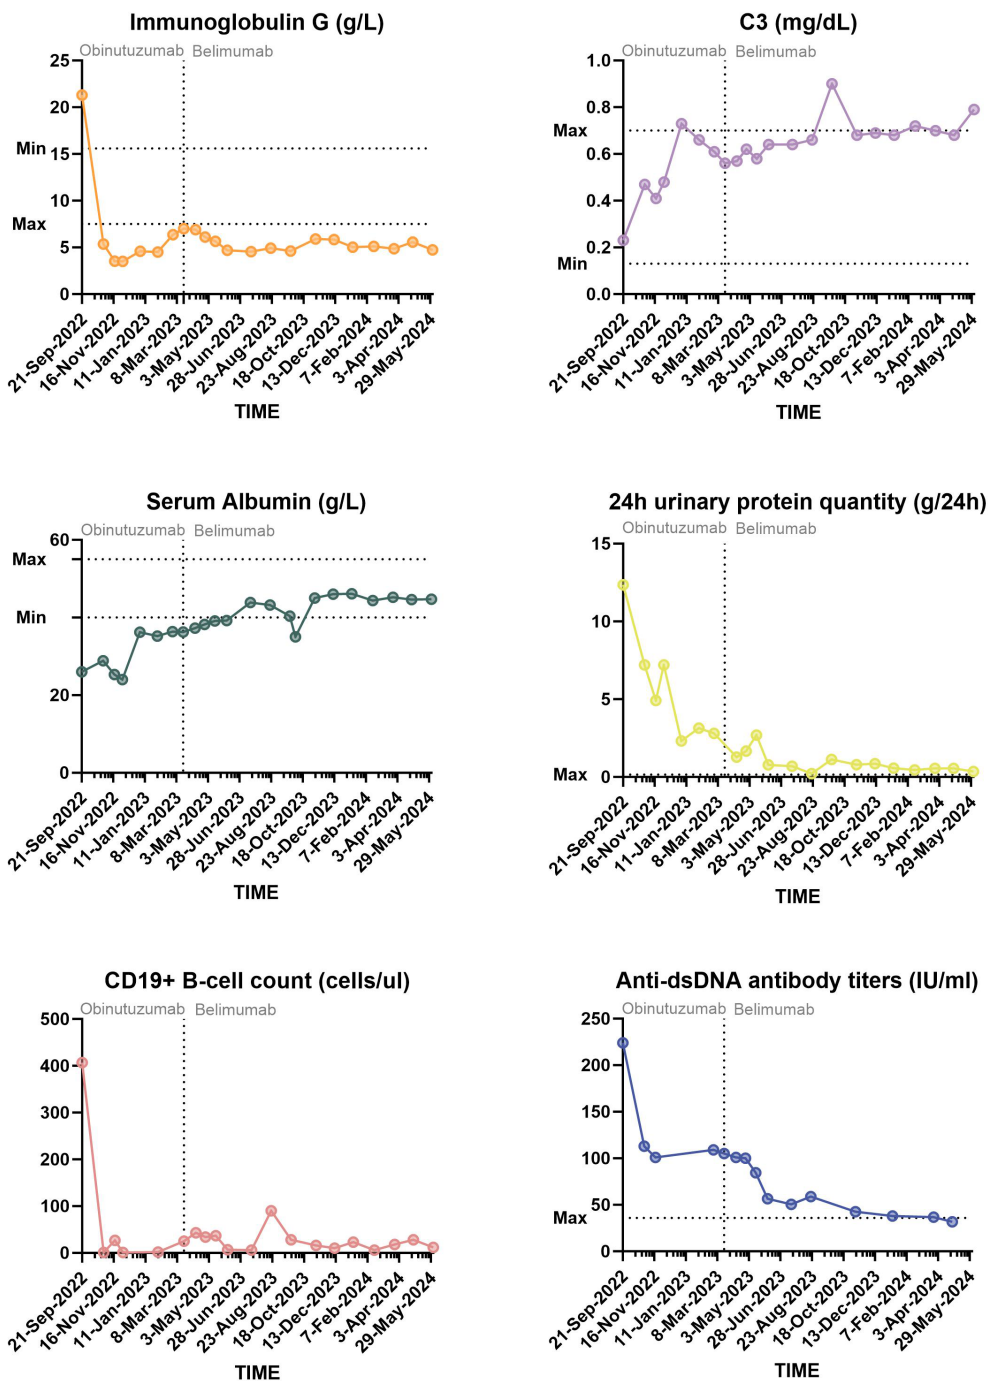 Immunoglobulin G (g/L)
Obinutuzumab Belimumab
25
20
Min
15
10
Max
5
0
21-Sep-2022
16-Nov-2022
11-Jan-2023
8-Mar-2023
3-May-2023
28-Jun-2023
23-Aug-2023
18-Oct-2023
13-Dec-2023
7-Feb-2024
3-Apr-2024
29-May-2024
TIME
C3 (mg/dL)
Obinutuzumab Belimumab
1.0
0.8
Max
0.6
0.4
0.2
Min
0.0
21-Sep-2022
16-Nov-2022
11-Jan-2023
8-Mar-2023
3-May-2023
28-Jun-2023
23-Aug-2023
18-Oct-2023
13-Dec-2023
7-Feb-2024
3-Apr-2024
29-May-2024
TIME
Serum Albumin (g/L)
Obinutuzumab Belimumab
60
Max
Min
20
0
21-Sep-2022
16-Nov-2022
11-Jan-2023
8-Mar-2023
3-May-2023
28-Jun-2023
23-Aug-2023
18-Oct-2023
13-Dec-2023
7-Feb-2024
3-Apr-2024
29-May-2024
TIME
24h urinary protein quantity (g/24h)
Obinutuzumab Belimumab
15
10
5
Max
0
21-Sep-2022
16-Nov-2022
11-Jan-2023
8-Mar-2023
3-May-2023
28-Jun-2023
23-Aug-2023
18-Oct-2023
13-Dec-2023
7-Feb-2024
3-Apr-2024
29-May-2024
TIME
CD19+ B-cell count (cells/ul)
Obinutuzumab Belimumab
500
400
300
200
100
0
21-Sep-2022
16-Nov-2022
11-Jan-2023
8-Mar-2023
3-May-2023
28-Jun-2023
23-Aug-2023
18-Oct-2023
13-Dec-2023
7-Feb-2024
3-Apr-2024
29-May-2024
TIME
Anti-dsDNA antibody titers (IU/ml)
Obinutuzumab Belimumab
250
200
150
100
50
Max
0
21-Sep-2022
16-Nov-2022
11-Jan-2023
8-Mar-2023
3-May-2023
28-Jun-2023
23-Aug-2023
18-Oct-2023
13-Dec-2023
7-Feb-2024
3-Apr-2024
29-May-2024
TIME